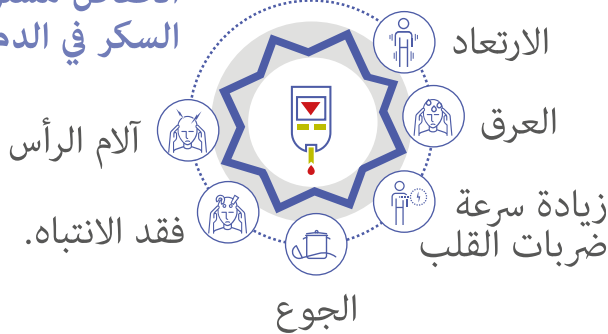 السكر في الدم
الارتعاد
العرق
زيادة سرعة
ضربات القلب
الجوع
فقد الانتباه.
آلام الرأس